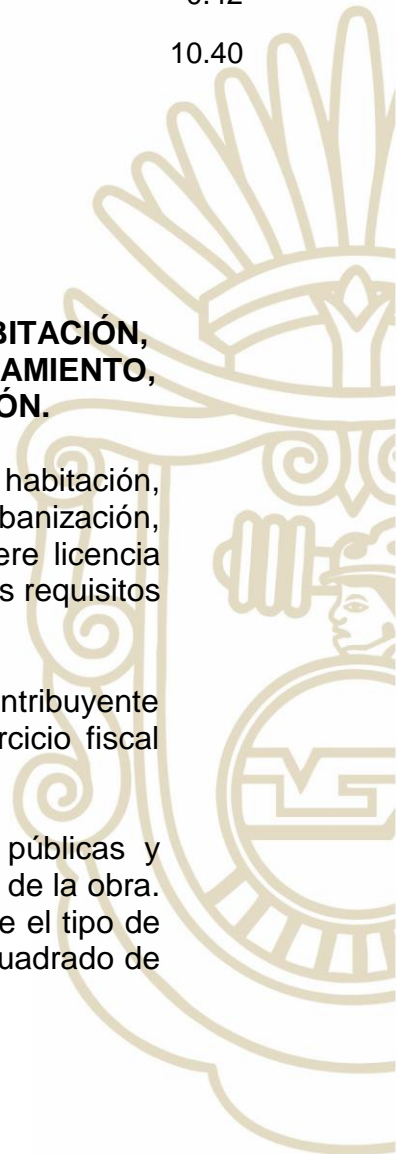 10.40
BITACIÓN,
AMIENTO,
ÓN.
habitación,
banización,
ere licencia
s requisitos
ntribuyente
rcicio fiscal
públicas y
de la obra.
e el tipo de
uadrado de